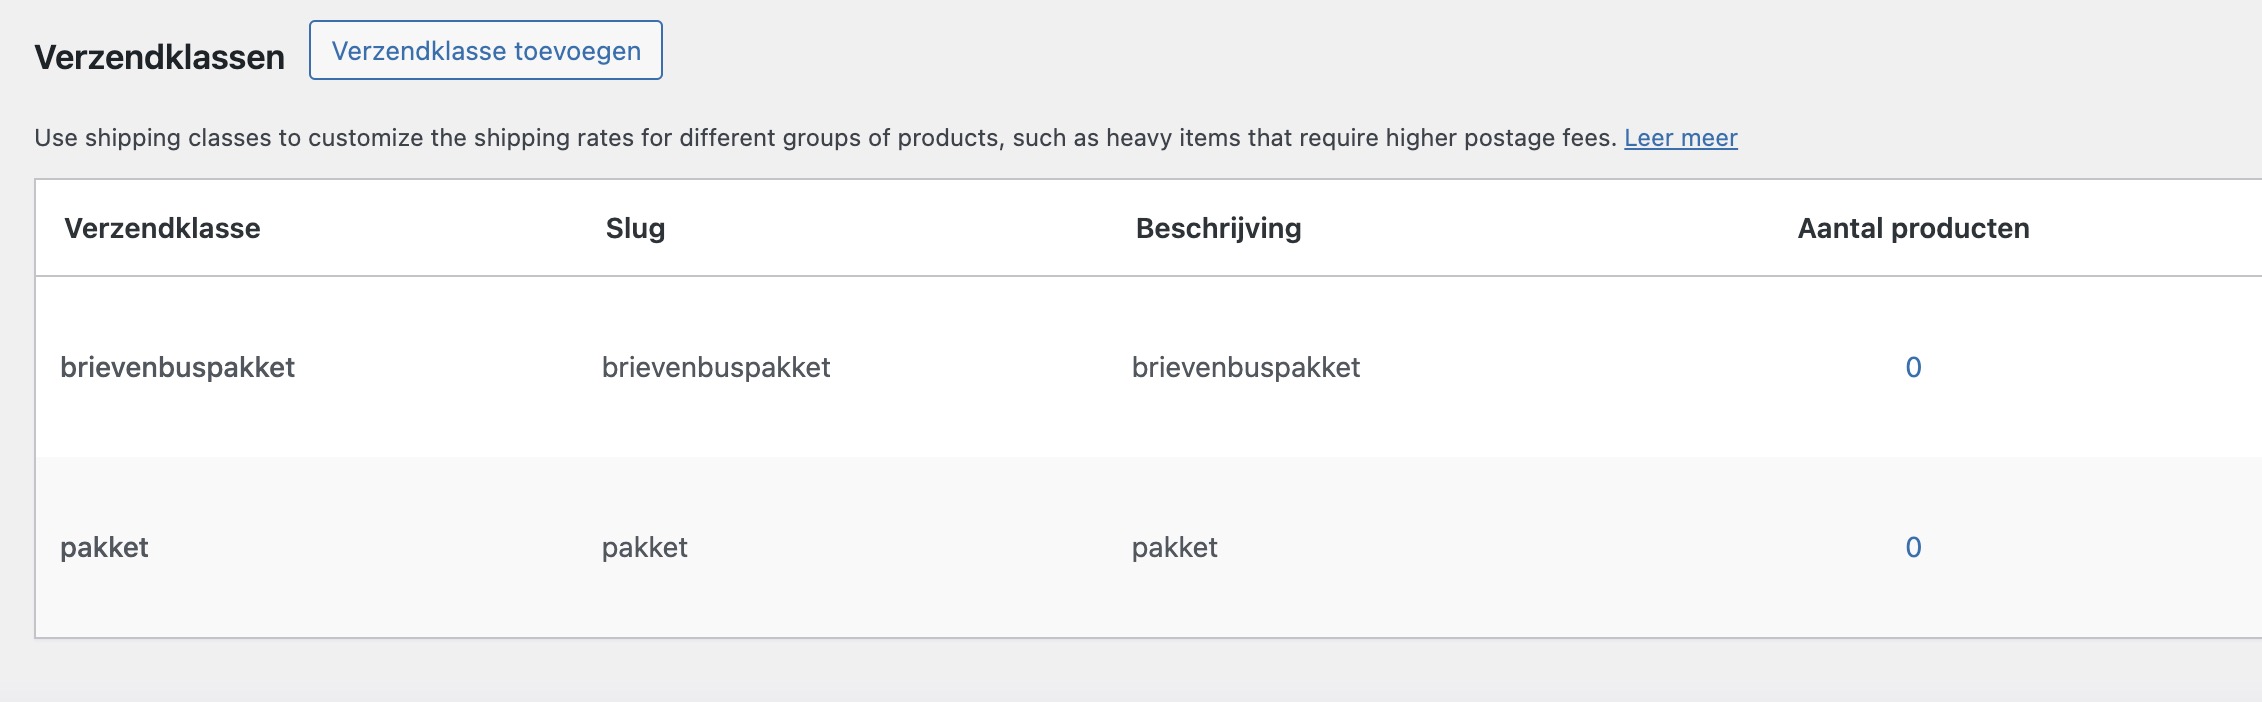 Verzendklassen Verzendklasse toevoegen
Use shipping classes to customize the shipping rates for different groups of products, such as heavy items that require higher postage fees. Leer meer
Verzendklasse Slug Beschrijving Aantal producten
brievenbuspakket brievenbuspakket brievenbuspakket 0
pakket pakket pakket 0